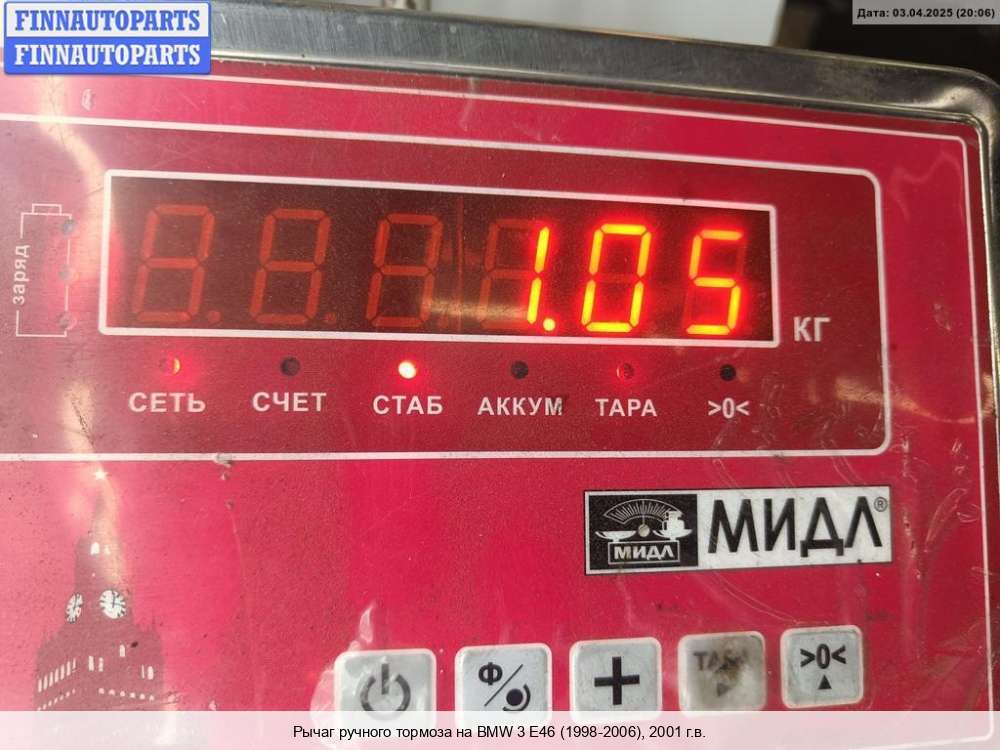 FINNAUTOPARTS
FINNAUTOPARTS
Дата: 03.04.2025 (20:06)
заряд
1.05
КГ
СЕТЬ СЧЕТ СТАБ АККУМ ТАРА >0<
МИДЛ МИДЛ®
Ф/ + ТАРА >0<
Рычаг ручного тормоза на BMW 3 E46 (1998-2006), 2001 г.в.